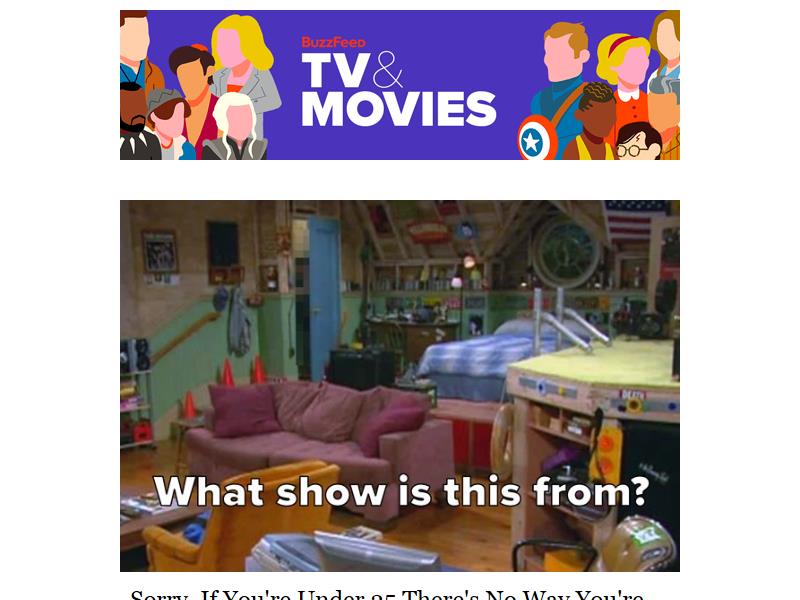 BuzzFeed
TV&
MOVIES
DEATH
What show is this from?
Sorry, If You're Under 25 There's No Way You're